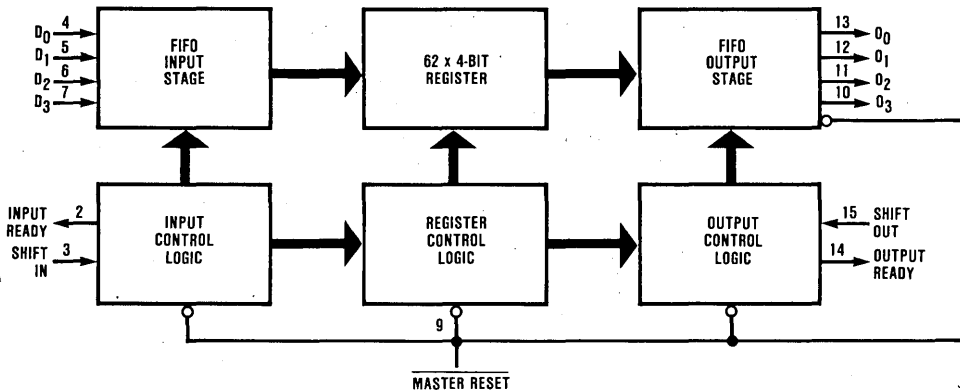 D0 4
D1 5
D2 6
D3 7
FIFO
INPUT
STAGE
62 x 4-BIT
REGISTER
FIFO
OUTPUT
STAGE
13 O0
12 O1
11 O2
10 O3
INPUT
READY
2
SHIFT
IN
3
INPUT
CONTROL
LOGIC
REGISTER
CONTROL
LOGIC
OUTPUT
CONTROL
LOGIC
15 SHIFT
OUT
14 OUTPUT
READY
9
MASTER RESET